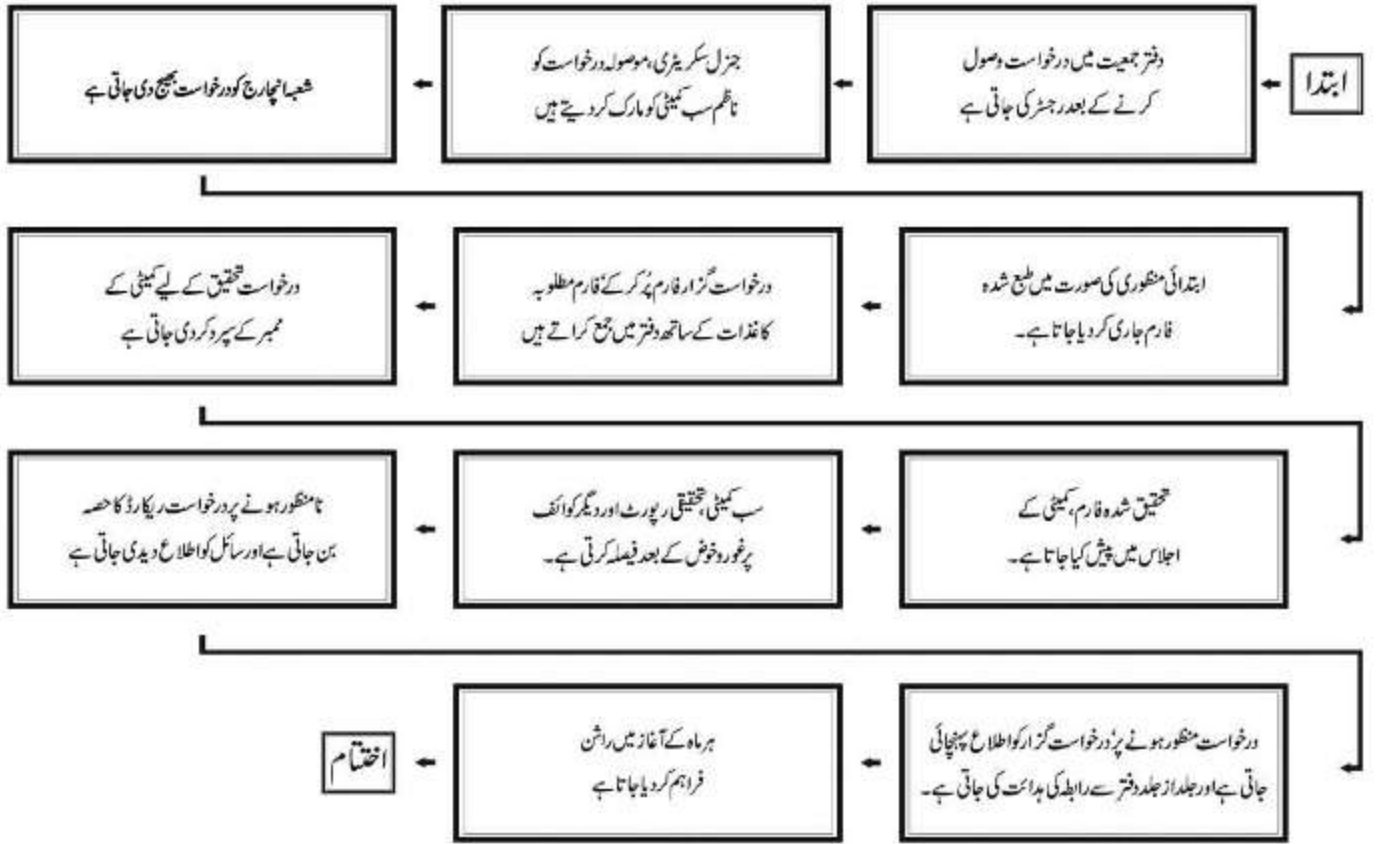 ابتدا
دفتر جمعیت میں درخواست وصول
کرنے کے بعد رجسٹر کی جاتی ہے
جنرل سکریٹری، موصولہ درخواست کو
ناظم سب کمیٹی کو مارک کر دیتے ہیں
شعبہ انچارج کو درخواست بھیج دی جاتی ہے
ابتدائی منظوری کی صورت میں طبع شدہ
فارم جاری کر دیا جاتا ہے۔
درخواست گزار فارم پُر کر کے' فارم مطلوبہ
کاغذات کے ساتھ دفتر میں جمع کراتے ہیں
درخواست تحقیق کے لیے کمیٹی کے
ممبر کے سپرد کر دی جاتی ہے
تحقیق شدہ فارم، کمیٹی کے
اجلاس میں پیش کیا جاتا ہے۔
سب کمیٹی، تحقیقی رپورٹ اور دیگر کوائف
پر غور و خوض کے بعد فیصلہ کرتی ہے۔
نامنظور ہونے پر درخواست ریکارڈ کا حصہ
بن جاتی ہے اور سائل کو اطلاع دیدی جاتی ہے
درخواست منظور ہونے پر' درخواست گزار کو اطلاع پہنچائی
جاتی ہے اور جلد از جلد دفتر سے رابطہ کی ہدائت کی جاتی ہے۔
ہر ماہ کے آغاز میں راشن
فراہم کر دیا جاتا ہے
اختتام